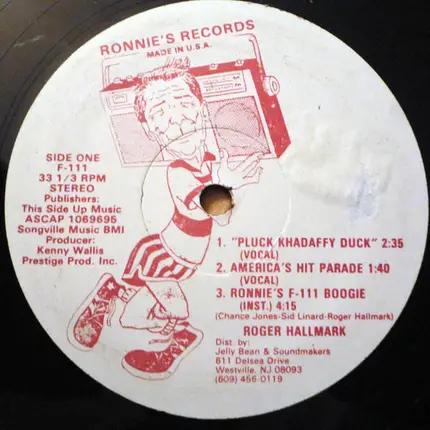 RONNIE'S RECORDS
MADE IN U.S.A.
SIDE ONE
F-111
33 1/3 RPM
STEREO
Publishers:
This Side Up Music
ASCAP 1069695
Songville Music BMI
Producer:
Kenny Wallis
Prestige Prod. Inc.
1. "PLUCK KHADAFFY DUCK" 2:35
(VOCAL)
2. AMERICA'S HIT PARADE 1:40
(VOCAL)
3. RONNIE'S F-111 BOOGIE
(INST.) 4:15
(Chance Jones-Sid Linard-Roger Hallmark)
ROGER HALLMARK
Dist. by:
Jelly Bean & Soundmakers
611 Delsea Drive
Westville, NJ 08093
(609) 456-0119